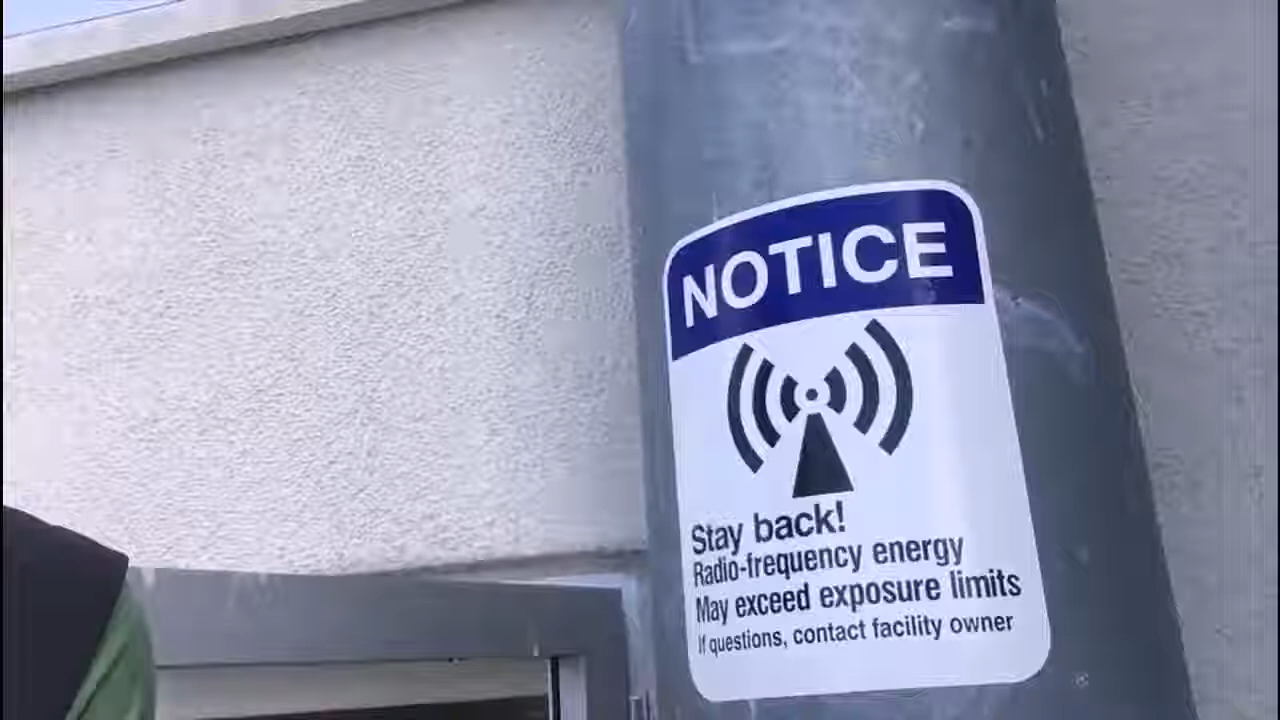 NOTICE
Stay back!
Radio-frequency energy
May exceed exposure limits
If questions, contact facility owner